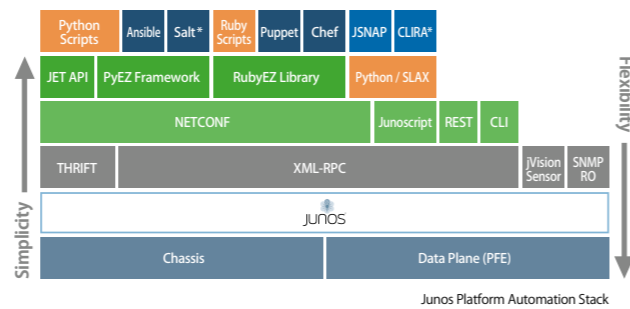 Python
Scripts
Ansible
Salt*
Ruby
Scripts
Puppet
Chef
JSNAP
CLIRA*
JET API
PyEZ Framework
RubyEZ Library
Python / SLAX
NETCONF
Junoscript
REST
CLI
THRIFT
XML-RPC
jVision
Sensor
SNMP
RO
JUNOS
Chassis
Data Plane (PFE)
Simplicity
Flexibility
Junos Platform Automation Stack